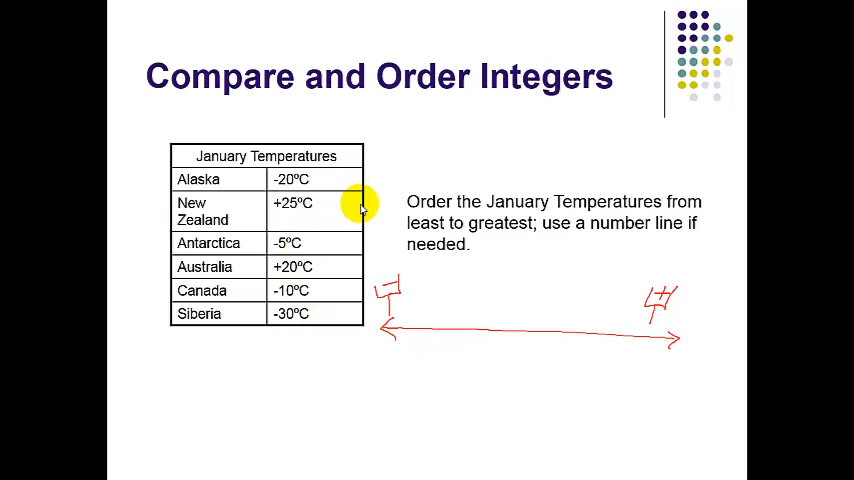 Compare and Order Integers
January Temperatures
Alaska -20ºC
New +25ºC
Zealand
Antarctica -5ºC
Australia +20ºC
Canada -10ºC
Siberia -30ºC
Order the January Temperatures from
least to greatest; use a number line if
needed.
- +